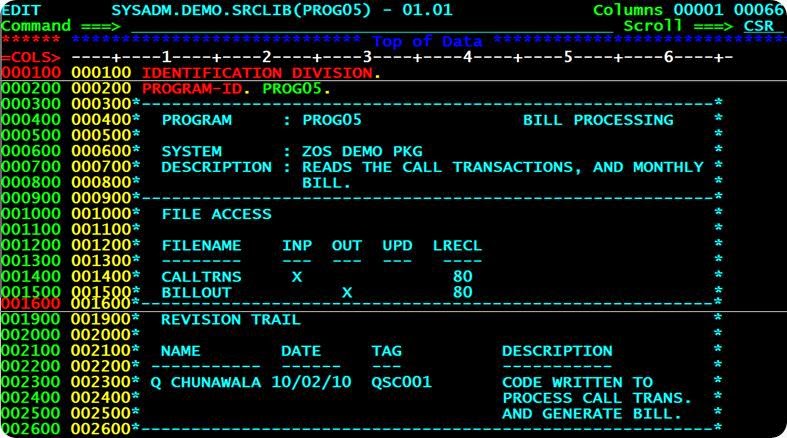 EDIT       SYSADM.DEMO.SRCLIB(PROG05) - 01.01              Columns 00001 00066
Command ===>                                                  Scroll ===> CSR
****** ***************************** Top of Data ******************************
=COLS> ----+----1----+----2----+----3----+----4----+----5----+----6----+-
000100 000100 IDENTIFICATION DIVISION.
000200 000200 PROGRAM-ID. PROG05.
000300 000300*---------------------------------------------------------*
000400 000400*  PROGRAM     : PROG05                BILL PROCESSING    *
000500 000500*                                                         *
000600 000600*  SYSTEM      : ZOS DEMO PKG                             *
000700 000700*  DESCRIPTION : READS THE CALL TRANSACTIONS, AND MONTHLY *
000800 000800*                BILL.                                    *
000900 000900*---------------------------------------------------------*
001000 001000*  FILE ACCESS                                            *
001100 001100*                                                         *
001200 001200*  FILENAME    INP  OUT  UPD  LRECL                       *
001300 001300*  --------    ---  ---  ---   ----                       *
001400 001400*  CALLTRNS     X               80                        *
001500 001500*  BILLOUT           X          80                        *
001600 001600*---------------------------------------------------------*
001900 001900*  REVISION TRAIL                                         *
002000 002000*                                                         *
002100 002100*  NAME        DATE     TAG          DESCRIPTION          *
002200 002200* ----------- ------   ---          -----------          *
002300 002300* Q CHUNAWALA 10/02/10  QSC001       CODE WRITTEN TO      *
002400 002400*                                    PROCESS CALL TRANS.  *
002500 002500*                                    AND GENERATE BILL.   *
002600 002600*---------------------------------------------------------*